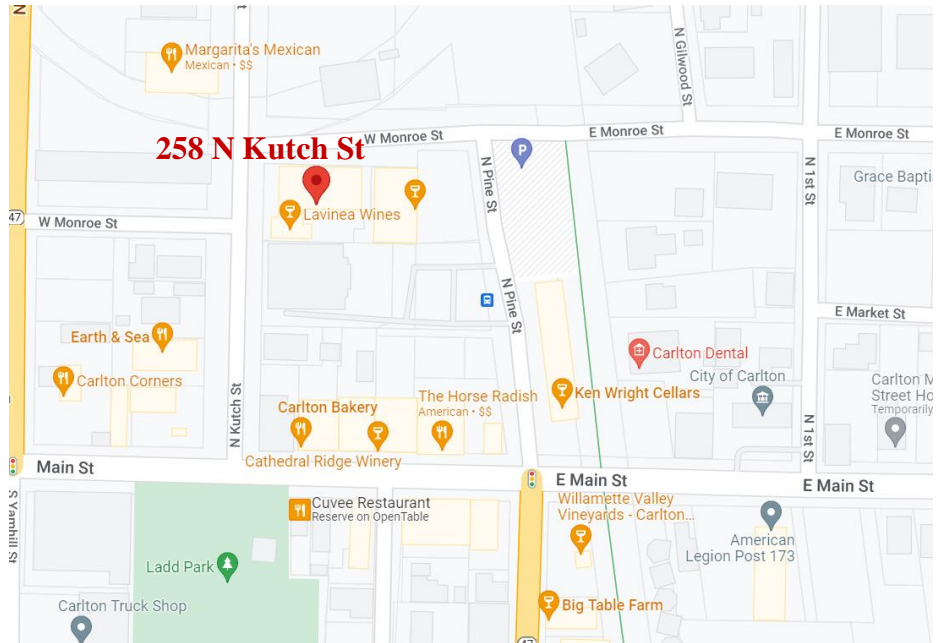 N
St
N Gilwood St
Margarita's Mexican
Mexican • $$
W Monroe St
E Monroe St
E Monroe St
258 N Kutch St
P
N 1st St
N Pine St
Grace Bapti
Lavinea Wines
47
W Monroe St
N Pine St
E Market St
Earth & Sea
Carlton Dental
City of Carlton
Carlton M
Street Ho
Temporarily
Carlton Corners
The Horse Radish
American • $$
Ken Wright Cellars
N Kutch St
Carlton Bakery
N 1st St
Cathedral Ridge Winery
Main St
E Main St
E Main St
S Yamhill St
Cuvee Restaurant
Reserve on OpenTable
Willamette Valley
Vineyards - Carlton...
American
Legion Post 173
Ladd Park
Carlton Truck Shop
Big Table Farm
47